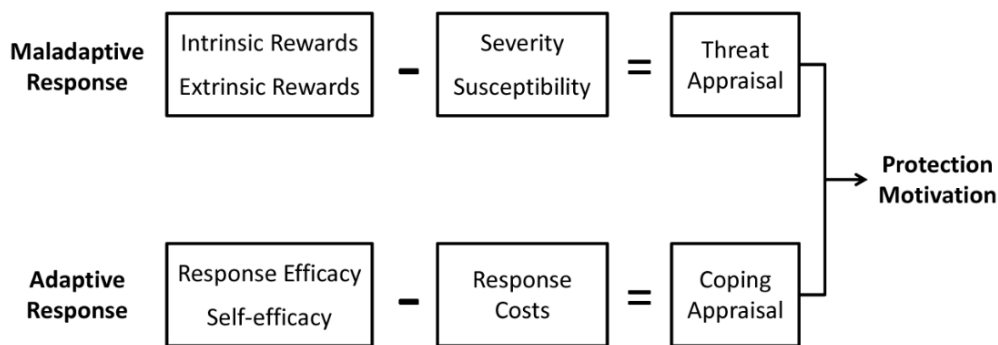 Maladaptive
Response
Intrinsic Rewards
Extrinsic Rewards
-
Severity
Susceptibility
=
Threat
Appraisal
Protection
Motivation
Adaptive
Response
Response Efficacy
Self-efficacy
-
Response
Costs
=
Coping
Appraisal